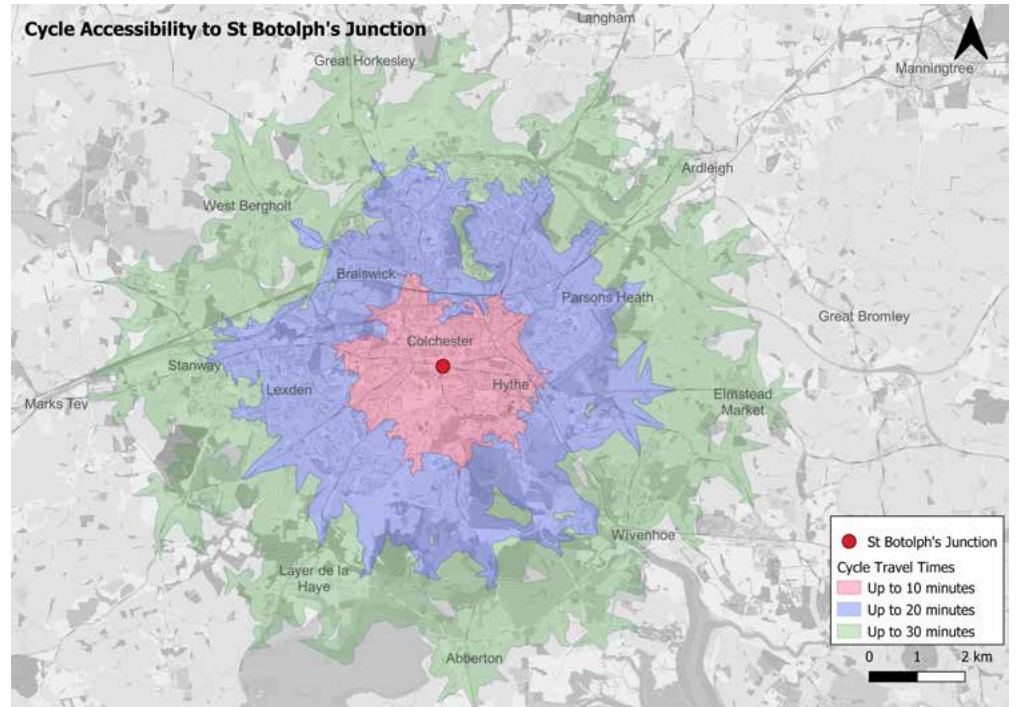 Cycle Accessibility to St Botolph's Junction
Langham
Great Horkesley
Manningtree
Ardleigh
West Bergholt
Braiswick
Parsons Heath
Great Bromley
Colchester
Stanway
Lexden
Hythe
Marks Tey
Elmstead
Market
Wivenhoe
Layer de la
Haye
Abberton
St Botolph's Junction
Cycle Travel Times
Up to 10 minutes
Up to 20 minutes
Up to 30 minutes
0 1 2 km